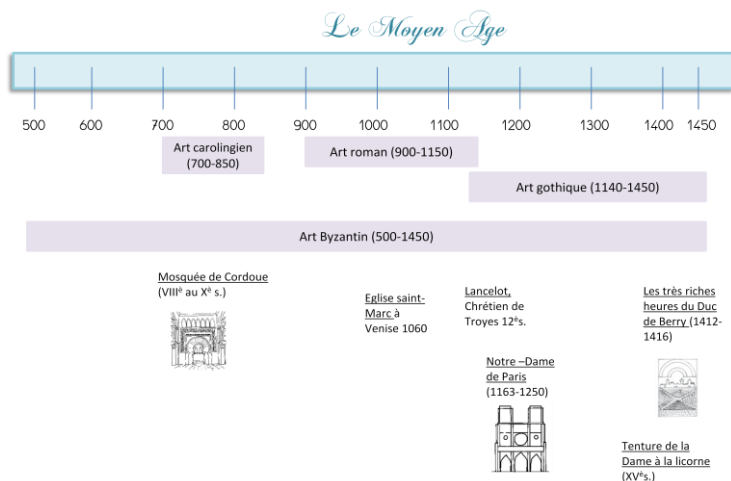 Le Moyen Age
500 600 700 800 900 1000 1100 1200 1300 1400 1450
Art carolingien
(700-850)
Art roman (900-1150)
Art gothique (1140-1450)
Art Byzantin (500-1450)
Mosquée de Cordoue
(VIIIè au Xè s.)
Eglise saint-
Marc à
Venise 1060
Lancelot,
Chrétien de
Troyes 12ès.
Notre –Dame
de Paris
(1163-1250)
Les très riches
heures du Duc
de Berry (1412-
1416)
Tenture de la
Dame à la licorne
(XVès.)